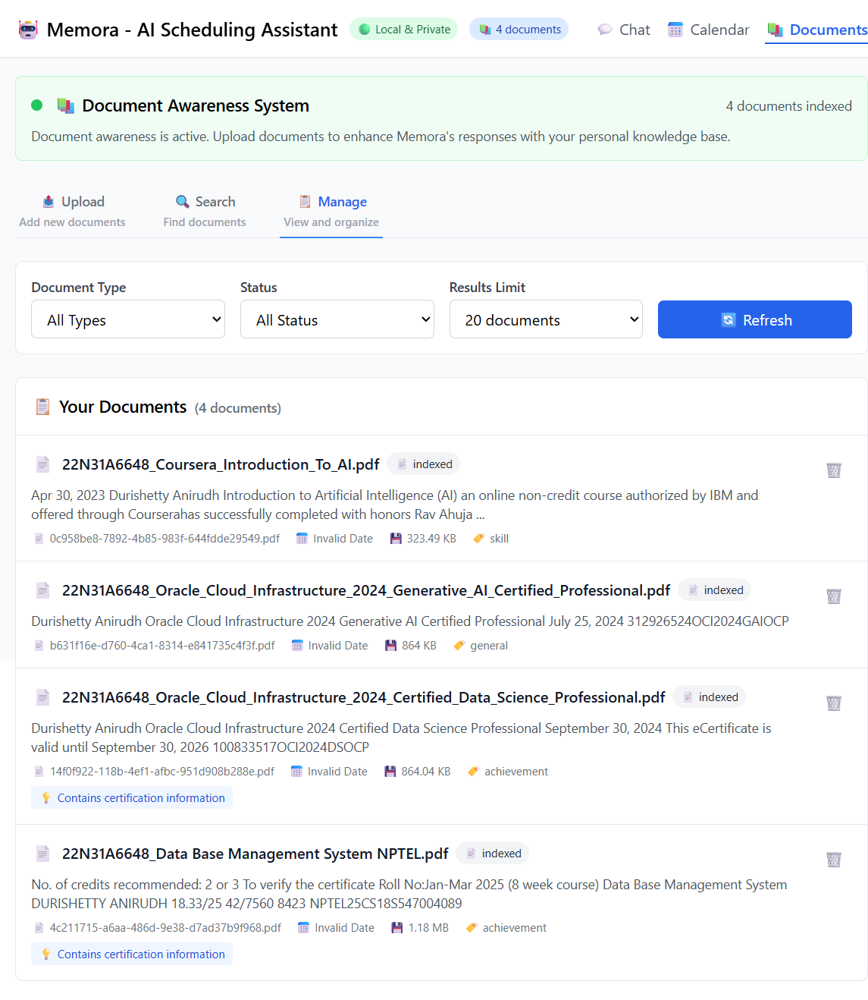 Memora - AI Scheduling Assistant Local & Private 4 documents Chat Calendar Documents
Document Awareness System 4 documents indexed
Document awareness is active. Upload documents to enhance Memora's responses with your personal knowledge base.
Upload Search Manage
Add new documents Find documents View and organize
Document Type Status Results Limit
All Types All Status 20 documents Refresh
Your Documents (4 documents)
22N31A6648_Coursera_Introduction_To_AI.pdf indexed
Apr 30, 2023 Durishetty Anirudh Introduction to Artificial Intelligence (AI) an online non-credit course authorized by IBM and
offered through Courserahas successfully completed with honors Rav Ahuja ...
0c958be8-7892-4b85-983f-644fdde29549.pdf Invalid Date 323.49 KB skill
22N31A6648_Oracle_Cloud_Infrastructure_2024_Generative_AI_Certified_Professional.pdf indexed
Durishetty Anirudh Oracle Cloud Infrastructure 2024 Generative AI Certified Professional July 25, 2024 312926524OCI2024GAIOCP
b631f16e-d760-4ca1-8314-e841735c4f3f.pdf Invalid Date 864 KB general
22N31A6648_Oracle_Cloud_Infrastructure_2024_Certified_Data_Science_Professional.pdf indexed
Durishetty Anirudh Oracle Cloud Infrastructure 2024 Certified Data Science Professional September 30, 2024 This eCertificate is
valid until September 30, 2026 100833517OCI2024DSOCP
14f0f922-118b-4ef1-afbc-951d908b288e.pdf Invalid Date 864.04 KB achievement
Contains certification information
22N31A6648_Data Base Management System NPTEL.pdf indexed
No. of credits recommended: 2 or 3 To verify the certificate Roll No:Jan-Mar 2025 (8 week course) Data Base Management System
DURISHETTY ANIRUDH 18.33/25 42/7560 8423 NPTEL25CS18S547004089
4c211715-a6aa-486d-9e38-d7ad37b9f968.pdf Invalid Date 1.18 MB achievement
Contains certification information